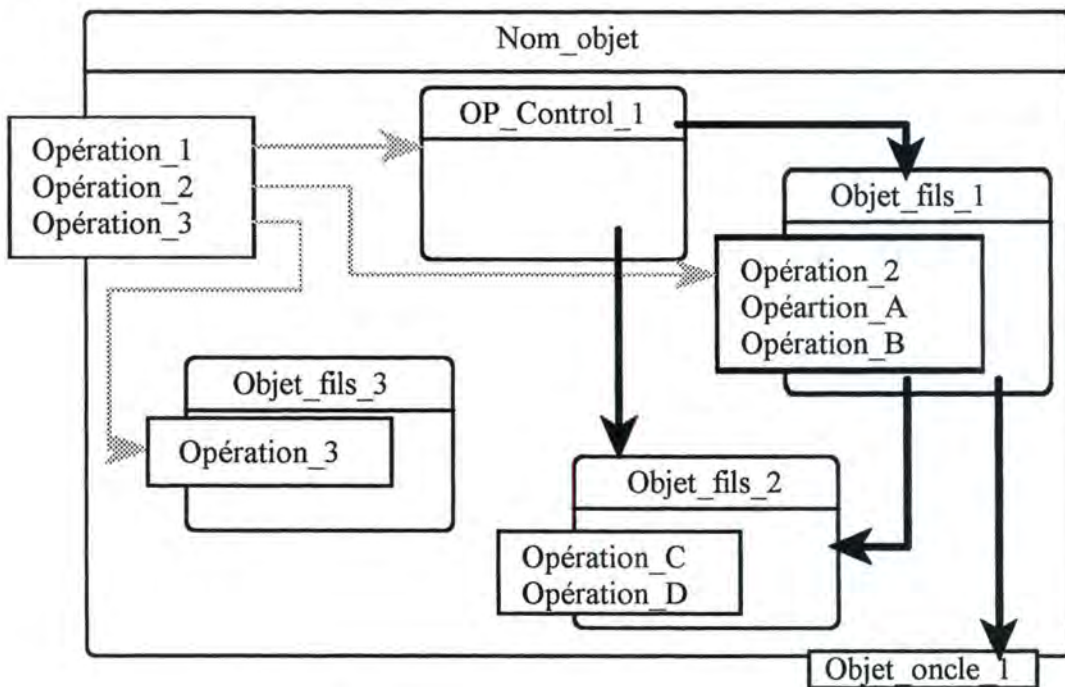 Nom_objet
OP_Control_1
Opération_1
Opération_2
Opération_3
Objet_fils_1
Opération_2
Opéartion_A
Opération_B
Objet_fils_3
Opération_3
Objet_fils_2
Opération_C
Opération_D
Objet_oncle_1